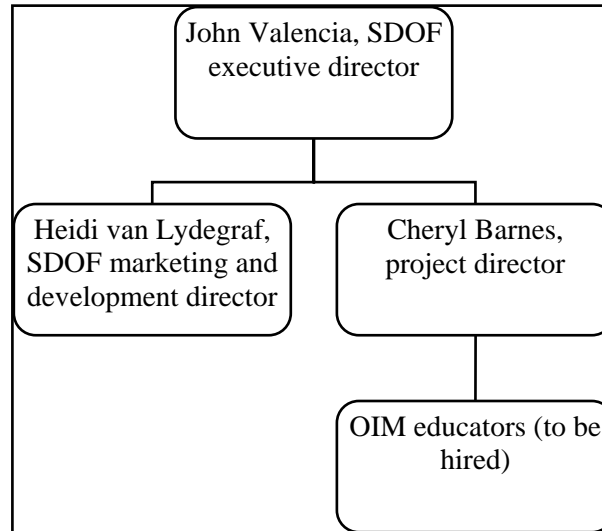 John Valencia, SDOF
executive director
Heidi van Lydegraf,
SDOF marketing and
development director
Cheryl Barnes,
project director
OIM educators (to be
hired)